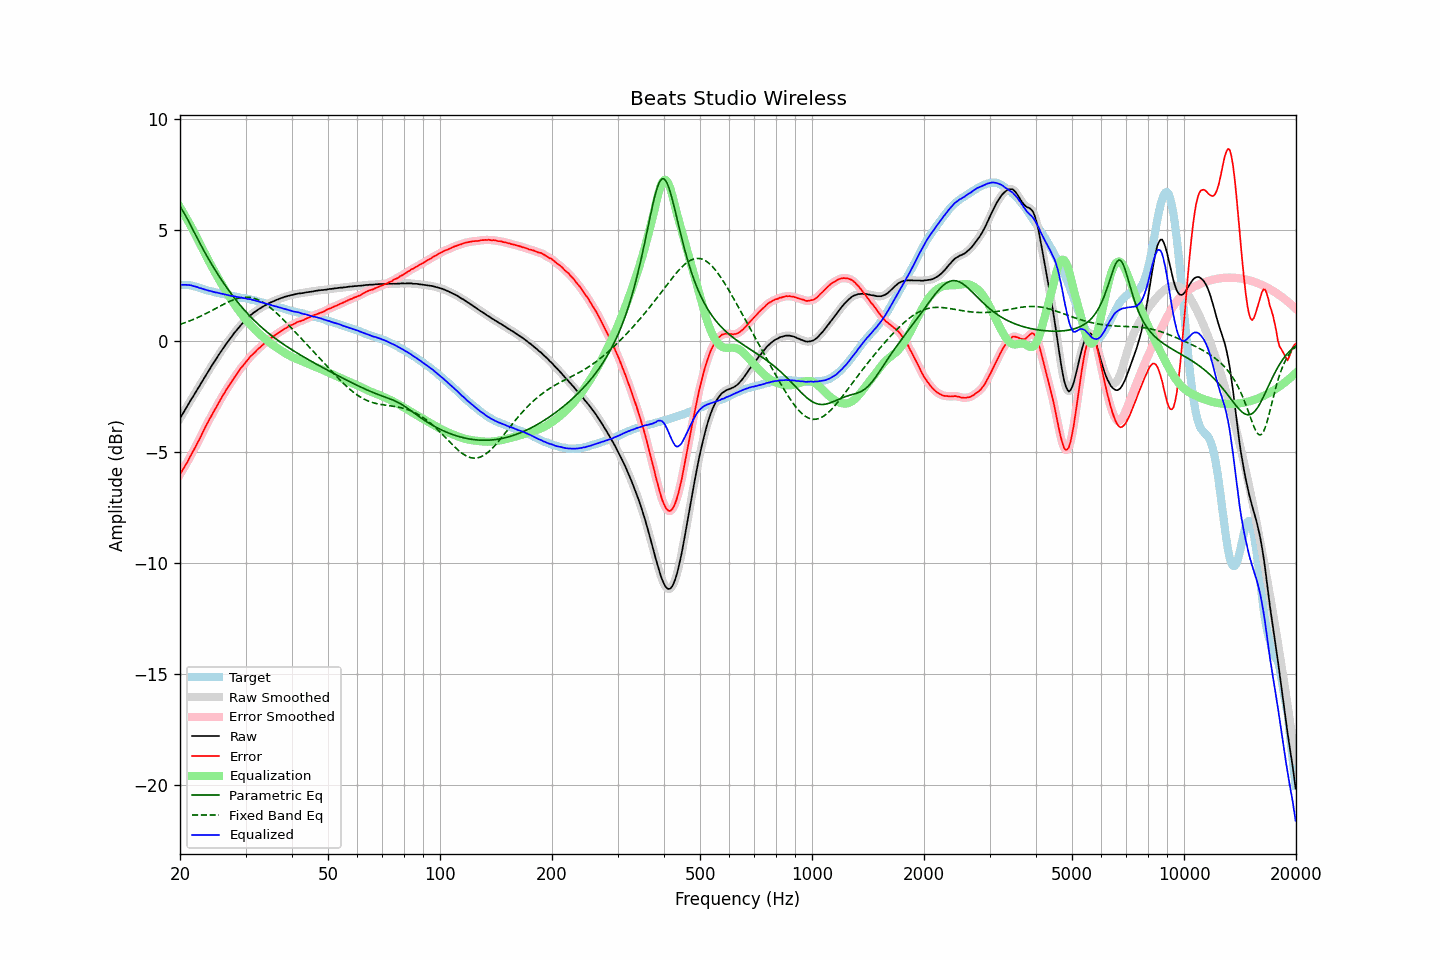 Beats Studio Wireless
10
5
0
−5
−10
−15
−20
Amplitude (dBr)
Target
Raw Smoothed
Error Smoothed
Raw
Error
Equalization
Parametric Eq
Fixed Band Eq
Equalized
20 50 100 200 500 1000 2000 5000 10000 20000
Frequency (Hz)